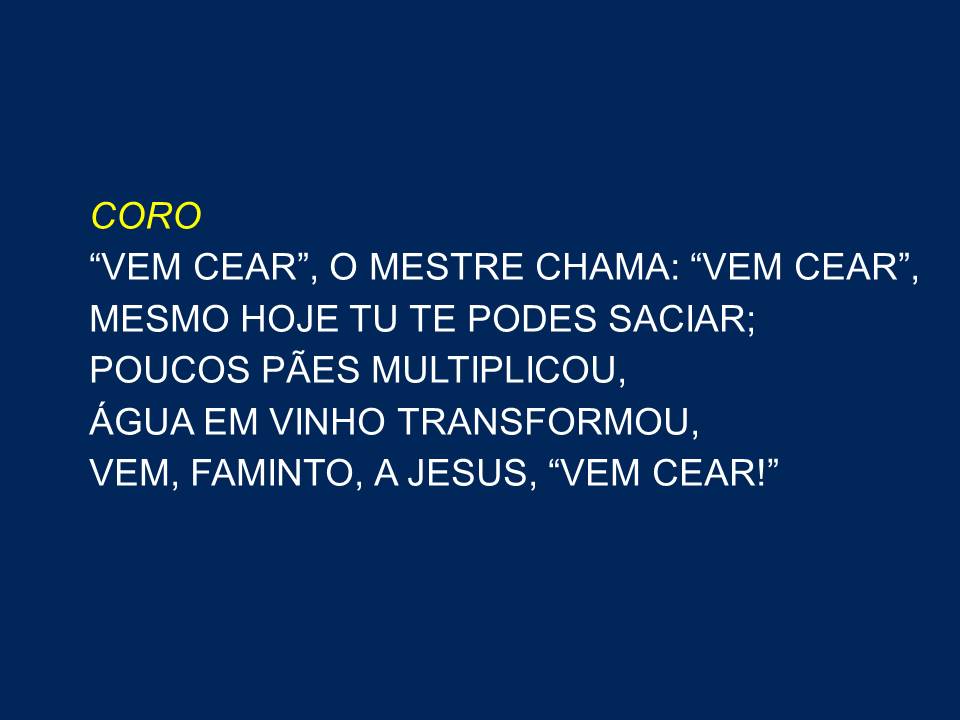 CORO
“VEM CEAR”, O MESTRE CHAMA: “VEM CEAR”,
MESMO HOJE TU TE PODES SACIAR;
POUCOS PÃES MULTIPLICOU,
ÁGUA EM VINHO TRANSFORMOU,
VEM, FAMINTO, A JESUS, “VEM CEAR!”